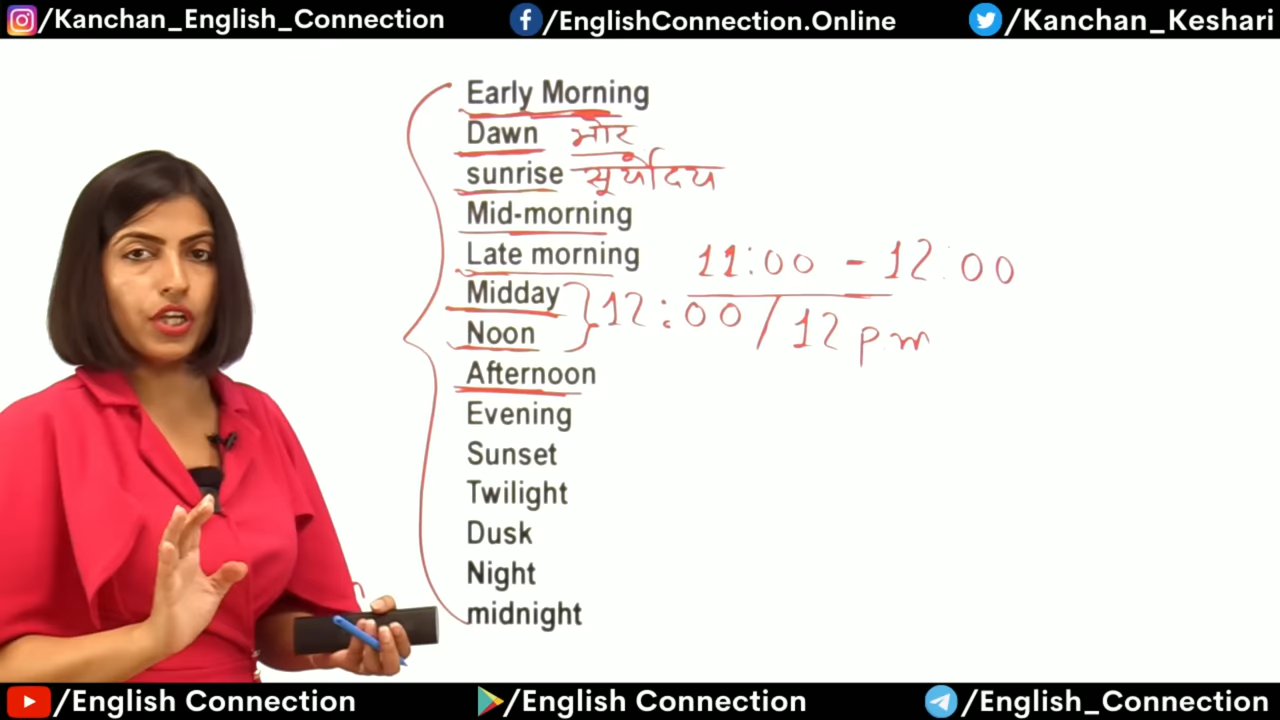 /Kanchan_English_Connection /EnglishConnection.Online /Kanchan_Keshari
Early Morning
Dawn भोर
sunrise सूर्योदय
Mid-morning
Late morning 11:00 - 12:00
Midday
12:00 / 12 p.m
Noon
Afternoon
Evening
Sunset
Twilight
Dusk
Night
midnight
/English Connection /English Connection /English_Connection